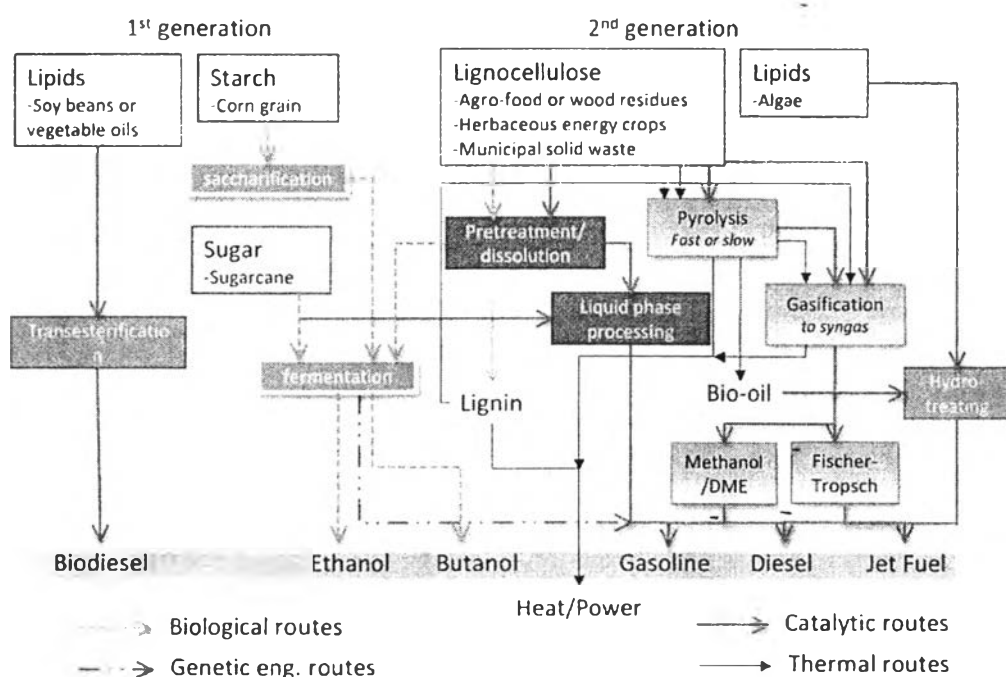 1st generation
2nd generation
Lipids
-Soy beans or
vegetable oils
Starch
-Corn grain
Lignocellulose
-Agro-food or wood residues
-Herbaceous energy crops
-Municipal solid waste
Lipids
-Algae
saccharification
Sugar
-Sugarcane
Pretreatment/
dissolution
Pyrolysis
Fast or slow
Liquid phase
processing
Gasification
to syngas
Transesterificatio
n
fermentation
Lignin
Bio-oil
Hydro-
treating
Methanol
/DME
Fischer-
Tropsch
Biodiesel
Ethanol
Butanol
Gasoline
Diesel
Jet Fuel
Heat/Power
Biological routes
Catalytic routes
Genetic eng. routes
Thermal routes